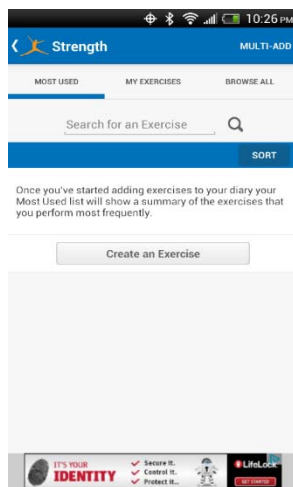 10:26 PM
Strength
MULTI-ADD
MOST USED
MY EXERCISES
BROWSE ALL
Search for an Exercise
SORT
Once you've started adding exercises to your diary your
Most Used list will show a summary of the exercises that
you perform most frequently.
Create an Exercise
IT'S YOUR
IDENTITY
Secure it.
Control it.
Protect it...
LifeLock
GET STARTED